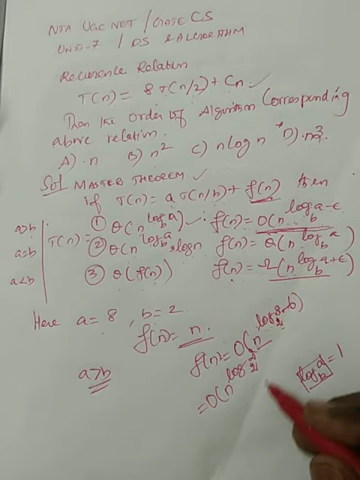 NTA UGC NET / GATE CS
UNIT-7 / DS & ALGORITHM
Recurence Relation
T(n) = 8T(n/2) + Cn ✓
Then the order of Algorithm Corresponding
above relation.
A) n B) n² C) n log n D) n³
Sol MASTER THEOREM ✓
if T(n) = aT(n/b) + f(n) then
a>b ① Θ(n^log_b a) ✓ f(n) = O(n^log_b a-ε)
a=b T(n) = ② Θ(n^log_b a × log n f(n) = Θ(n^log_b a)
a<b ③ Θ(f(n)) f(n) = Ω(n^log_b a+ε)
Here a = 8, b = 2
f(n) = n.
a>b f(n) = O(n^log_2 8-6)
= O(n^log_2 2 log_b a = 1